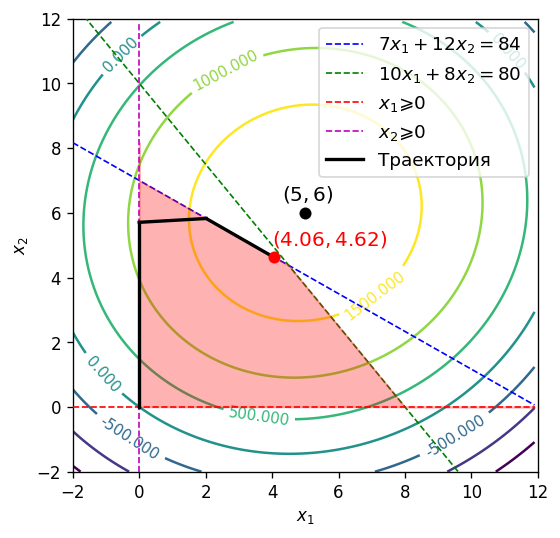 12
10
8
6
4
2
0
−2
x₂
−2 0 2 4 6 8 10 12
x₁
7x₁ + 12x₂ = 84
10x₁ + 8x₂ = 80
x₁⩾0
x₂⩾0
Траектория
0.000
1000.000
(5, 6)
(4.06, 4.62)
1500.000
0.000
500.000
-500.000
-500.000